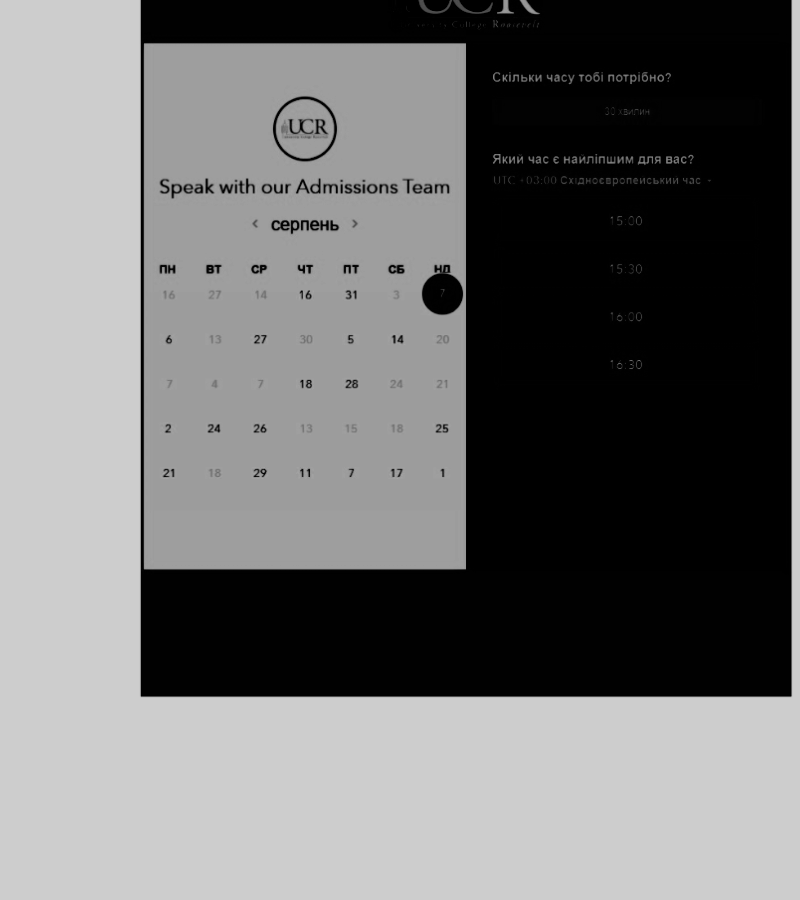 UCR
College Roosevelt
UCR
Speak with our Admissions Team
< серпень >
ПН ВТ СР ЧТ ПТ СБ НД
16 27 14 16 31 3 7
6 13 27 30 5 14 20
7 4 7 18 28 24 21
2 24 26 13 15 18 25
21 18 29 11 7 17 1
Скільки часу тобі потрібно?
30 хвилин
Який час є найліпшим для вас?
UTC +03:00 Східноєвропейський час
15:00
15:30
16:00
16:30